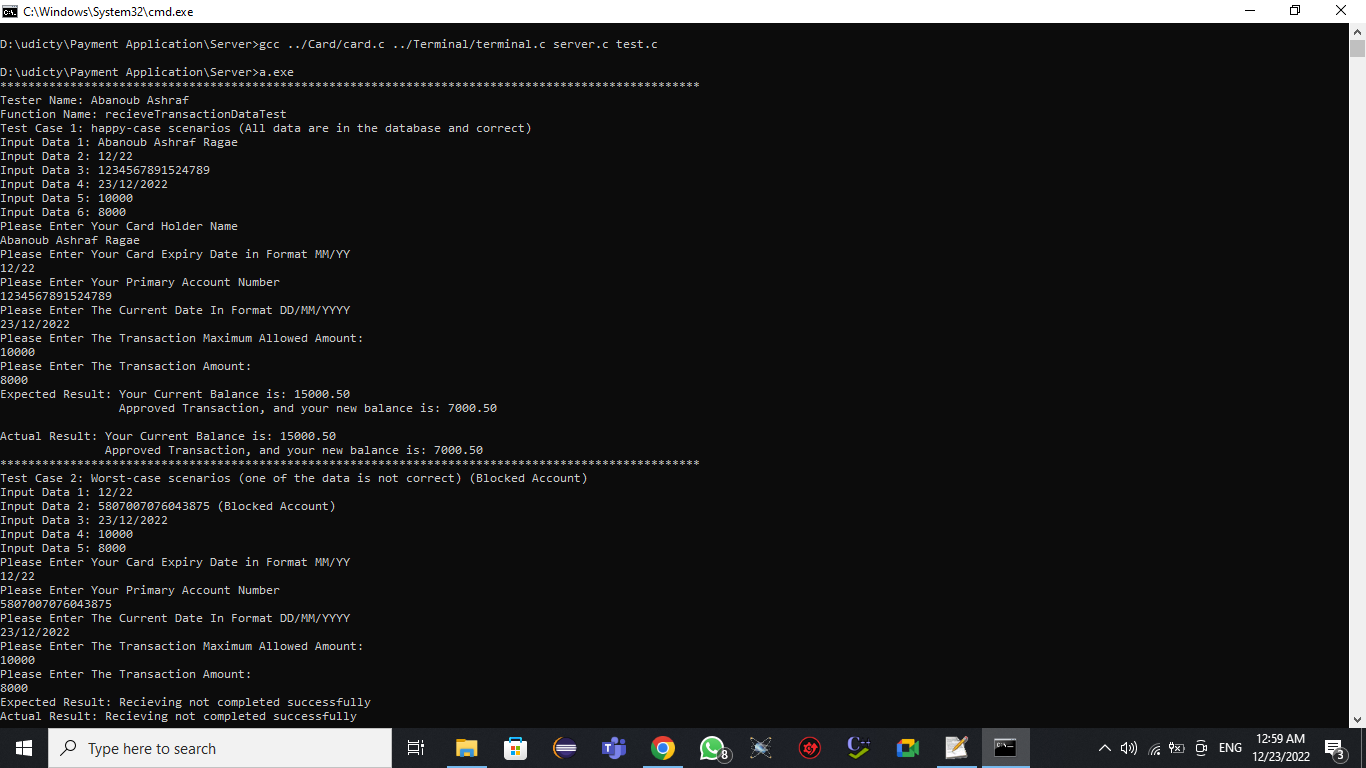 C:\Windows\System32\cmd.exe
D:\udicty\Payment Application\Server>gcc ../Card/card.c ../Terminal/terminal.c server.c test.c
D:\udicty\Payment Application\Server>a.exe
****************************************************************************************************
Tester Name: Abanoub Ashraf
Function Name: recieveTransactionDataTest
Test Case 1: happy-case scenarios (All data are in the database and correct)
Input Data 1: Abanoub Ashraf Ragae
Input Data 2: 12/22
Input Data 3: 1234567891524789
Input Data 4: 23/12/2022
Input Data 5: 10000
Input Data 6: 8000
Please Enter Your Card Holder Name
Abanoub Ashraf Ragae
Please Enter Your Card Expiry Date in Format MM/YY
12/22
Please Enter Your Primary Account Number
1234567891524789
Please Enter The Current Date In Format DD/MM/YYYY
23/12/2022
Please Enter The Transaction Maximum Allowed Amount:
10000
Please Enter The Transaction Amount:
8000
Expected Result: Your Current Balance is: 15000.50
Approved Transaction, and your new balance is: 7000.50
Actual Result: Your Current Balance is: 15000.50
Approved Transaction, and your new balance is: 7000.50
****************************************************************************************************
Test Case 2: Worst-case scenarios (one of the data is not correct) (Blocked Account)
Input Data 1: 12/22
Input Data 2: 5807007076043875 (Blocked Account)
Input Data 3: 23/12/2022
Input Data 4: 10000
Input Data 5: 8000
Please Enter Your Card Expiry Date in Format MM/YY
12/22
Please Enter Your Primary Account Number
5807007076043875
Please Enter The Current Date In Format DD/MM/YYYY
23/12/2022
Please Enter The Transaction Maximum Allowed Amount:
10000
Please Enter The Transaction Amount:
8000
Expected Result: Recieving not completed successfully
Actual Result: Recieving not completed successfully
Type here to search
8
ENG
12:59 AM
12/23/2022
3